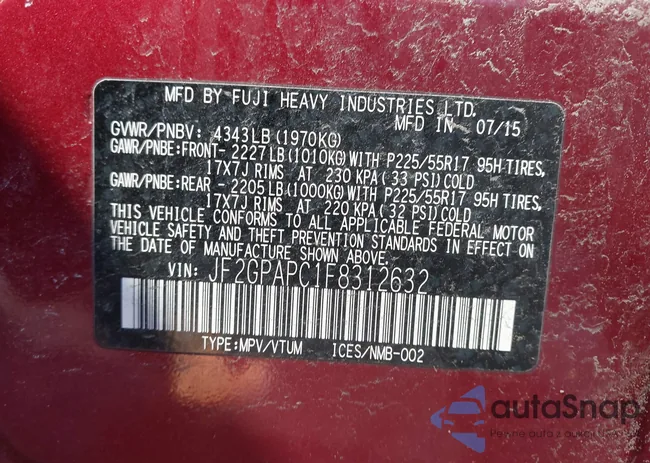 MFD BY FUJI HEAVY INDUSTRIES LTD.
MFD IN 07/15
GVWR/PNBV: 4343LB(1970KG)
GAWR/PNBE:FRONT- 2227LB(1010KG)WITH P225/55R17 95H TIRES,
17X7J RIMS AT 230 KPA(33 PSI)COLD
GAWR/PNBE:REAR - 2205LB(1000KG)WITH P225/55R17 95H TIRES,
17X7J RIMS AT 220 KPA(32 PSI)COLD
THIS VEHICLE CONFORMS TO ALL APPLICABLE FEDERAL MOTOR
VEHICLE SAFETY AND THEFT PREVENTION STANDARDS IN EFFECT ON
THE DATE OF MANUFACTURE SHOWN ABOVE.
VIN: JF2GPAPC1F8312632
TYPE:MPV/VTUM ICES/NMB-002
autaSnap
Pewne auta z aukcji